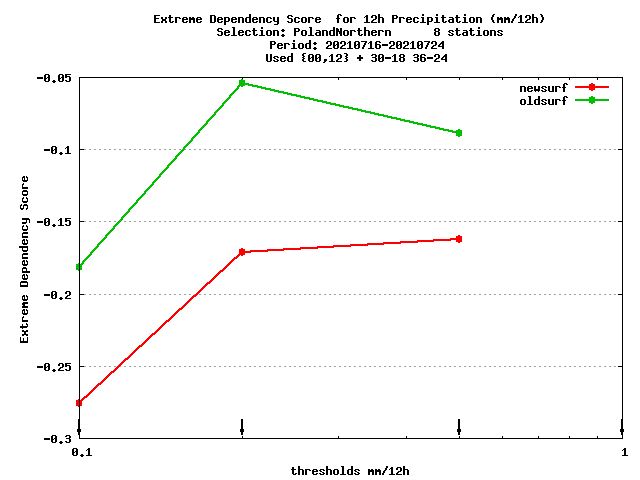 Extreme Dependency Score  for 12h Precipitation (mm/12h)
Selection: PolandNorthern      8 stations
Period: 20210716-20210724
Used {00,12} + 30-18 36-24
-0.05
newsurf
oldsurf
-0.1
-0.15
-0.2
-0.25
-0.3
Extreme Dependency Score
0.1
1
thresholds mm/12h